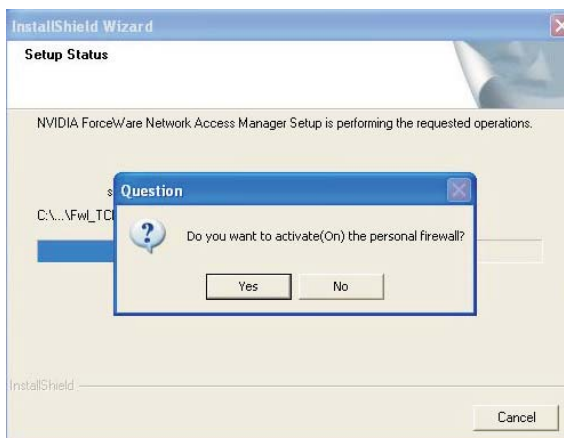 InstallShield Wizard
Setup Status
NVIDIA ForceWare Network Access Manager Setup is performing the requested operations.
Question
C:\...\Fwl_TCI
Do you want to activate(On) the personal firewall?
Yes No
InstallShield
Cancel